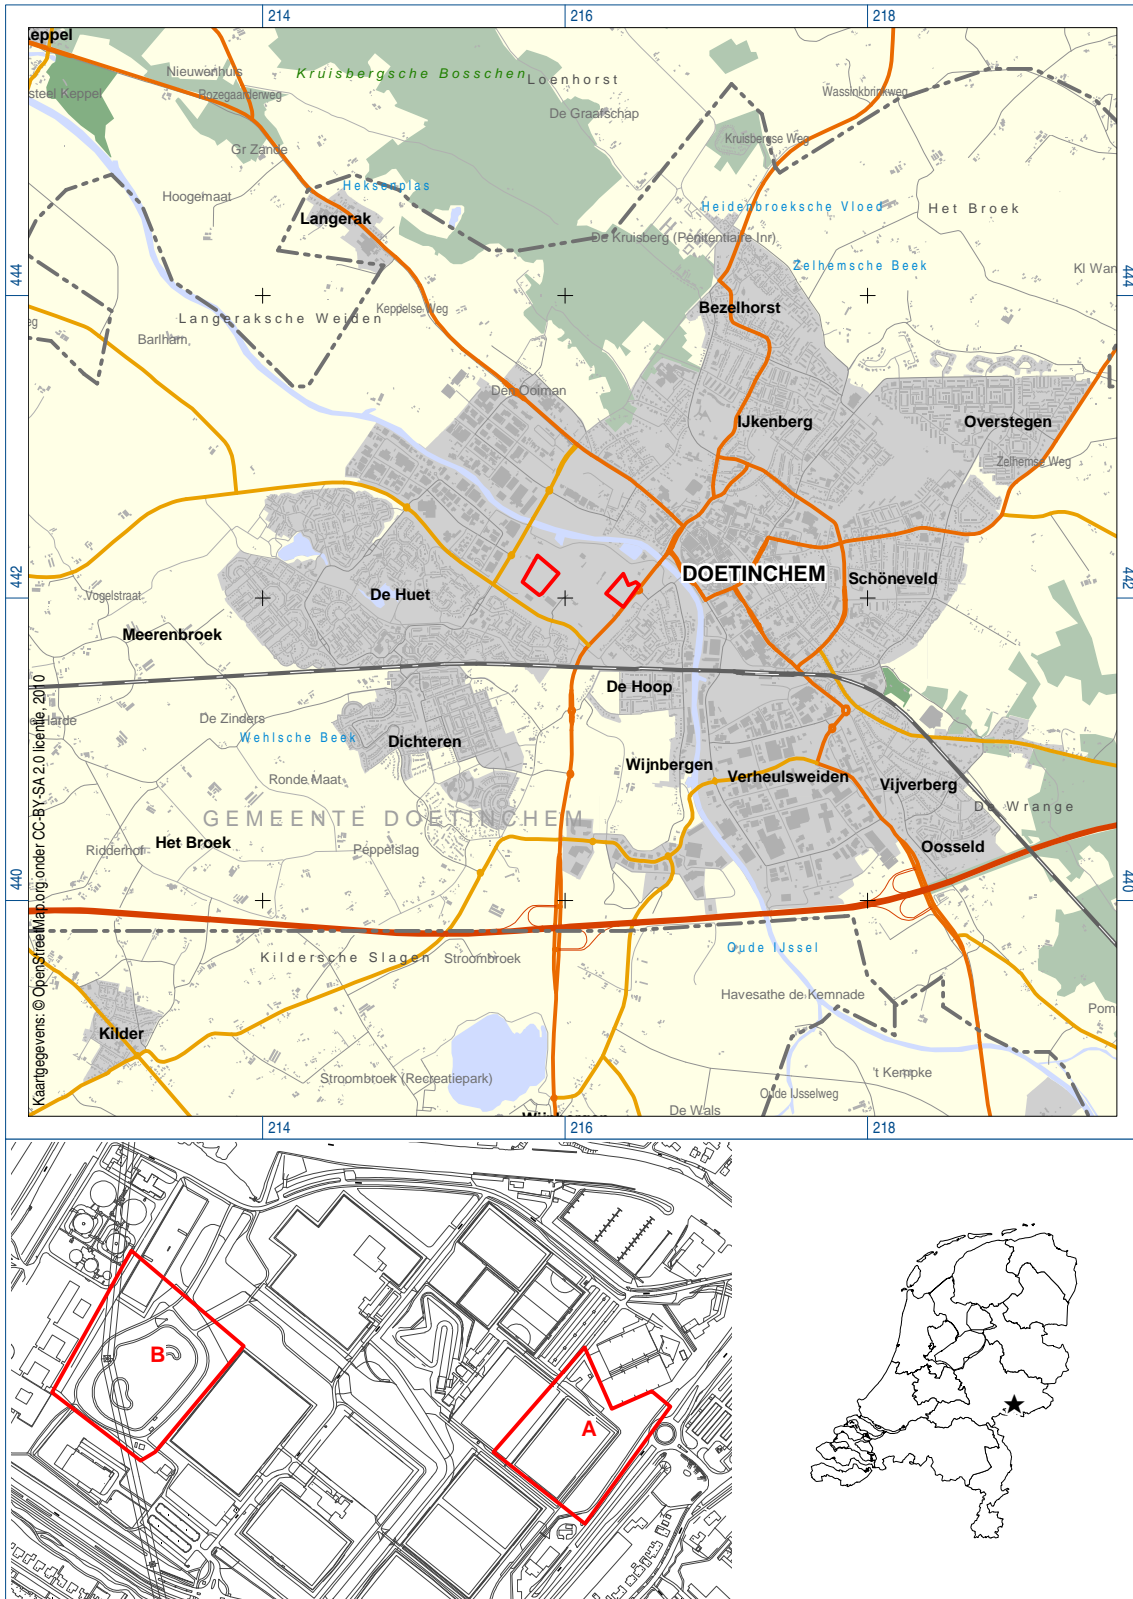 214
216
218
eppel
Nieuwenhuis
Kruisbergsche Bosschen
Loenhorst
steel Keppel
Rozegaarderweg
Wassinkbrinkweg
De Graafschap
Kruisbergse Weg
Gr Zande
Heksenplas
Hoogemaat
Heidenbroeksche Vloed
Het Broek
Langerak
De Kruisberg (Penitentiaire Inr)
Zelhemsche Beek
Kl Wan
444
444
Bezelhorst
Keppelse Weg
Langeraksche Weiden
eg
Barlham
Den Ooiman
IJkenberg
Overstegen
Zelhemse Weg
442
442
DOETINCHEM
Schöneveld
De Huet
Vogelstraat
Meerenbroek
De Hoop
De Zinders
e Harde
Wehlsche Beek
Dichteren
Wijnbergen
Verheulsweiden
Vijverberg
Ronde Maat
De Wrange
GEMEENTE DOETINCHEM
Het Broek
Ridderhof
Peppelslag
Oosseld
440
440
Oude IJssel
Kildersche Slagen
Stroombroek
Havesathe de Kemnade
Pom
Kilder
't Kempke
Stroombroek (Recreatiepark)
Oude IJsselweg
De Wals
Wijnbergen
Kaartgegevens: © OpenStreetMap.org onder CC-BY-SA 2.0 licentie, 2010
214
216
218
B
A